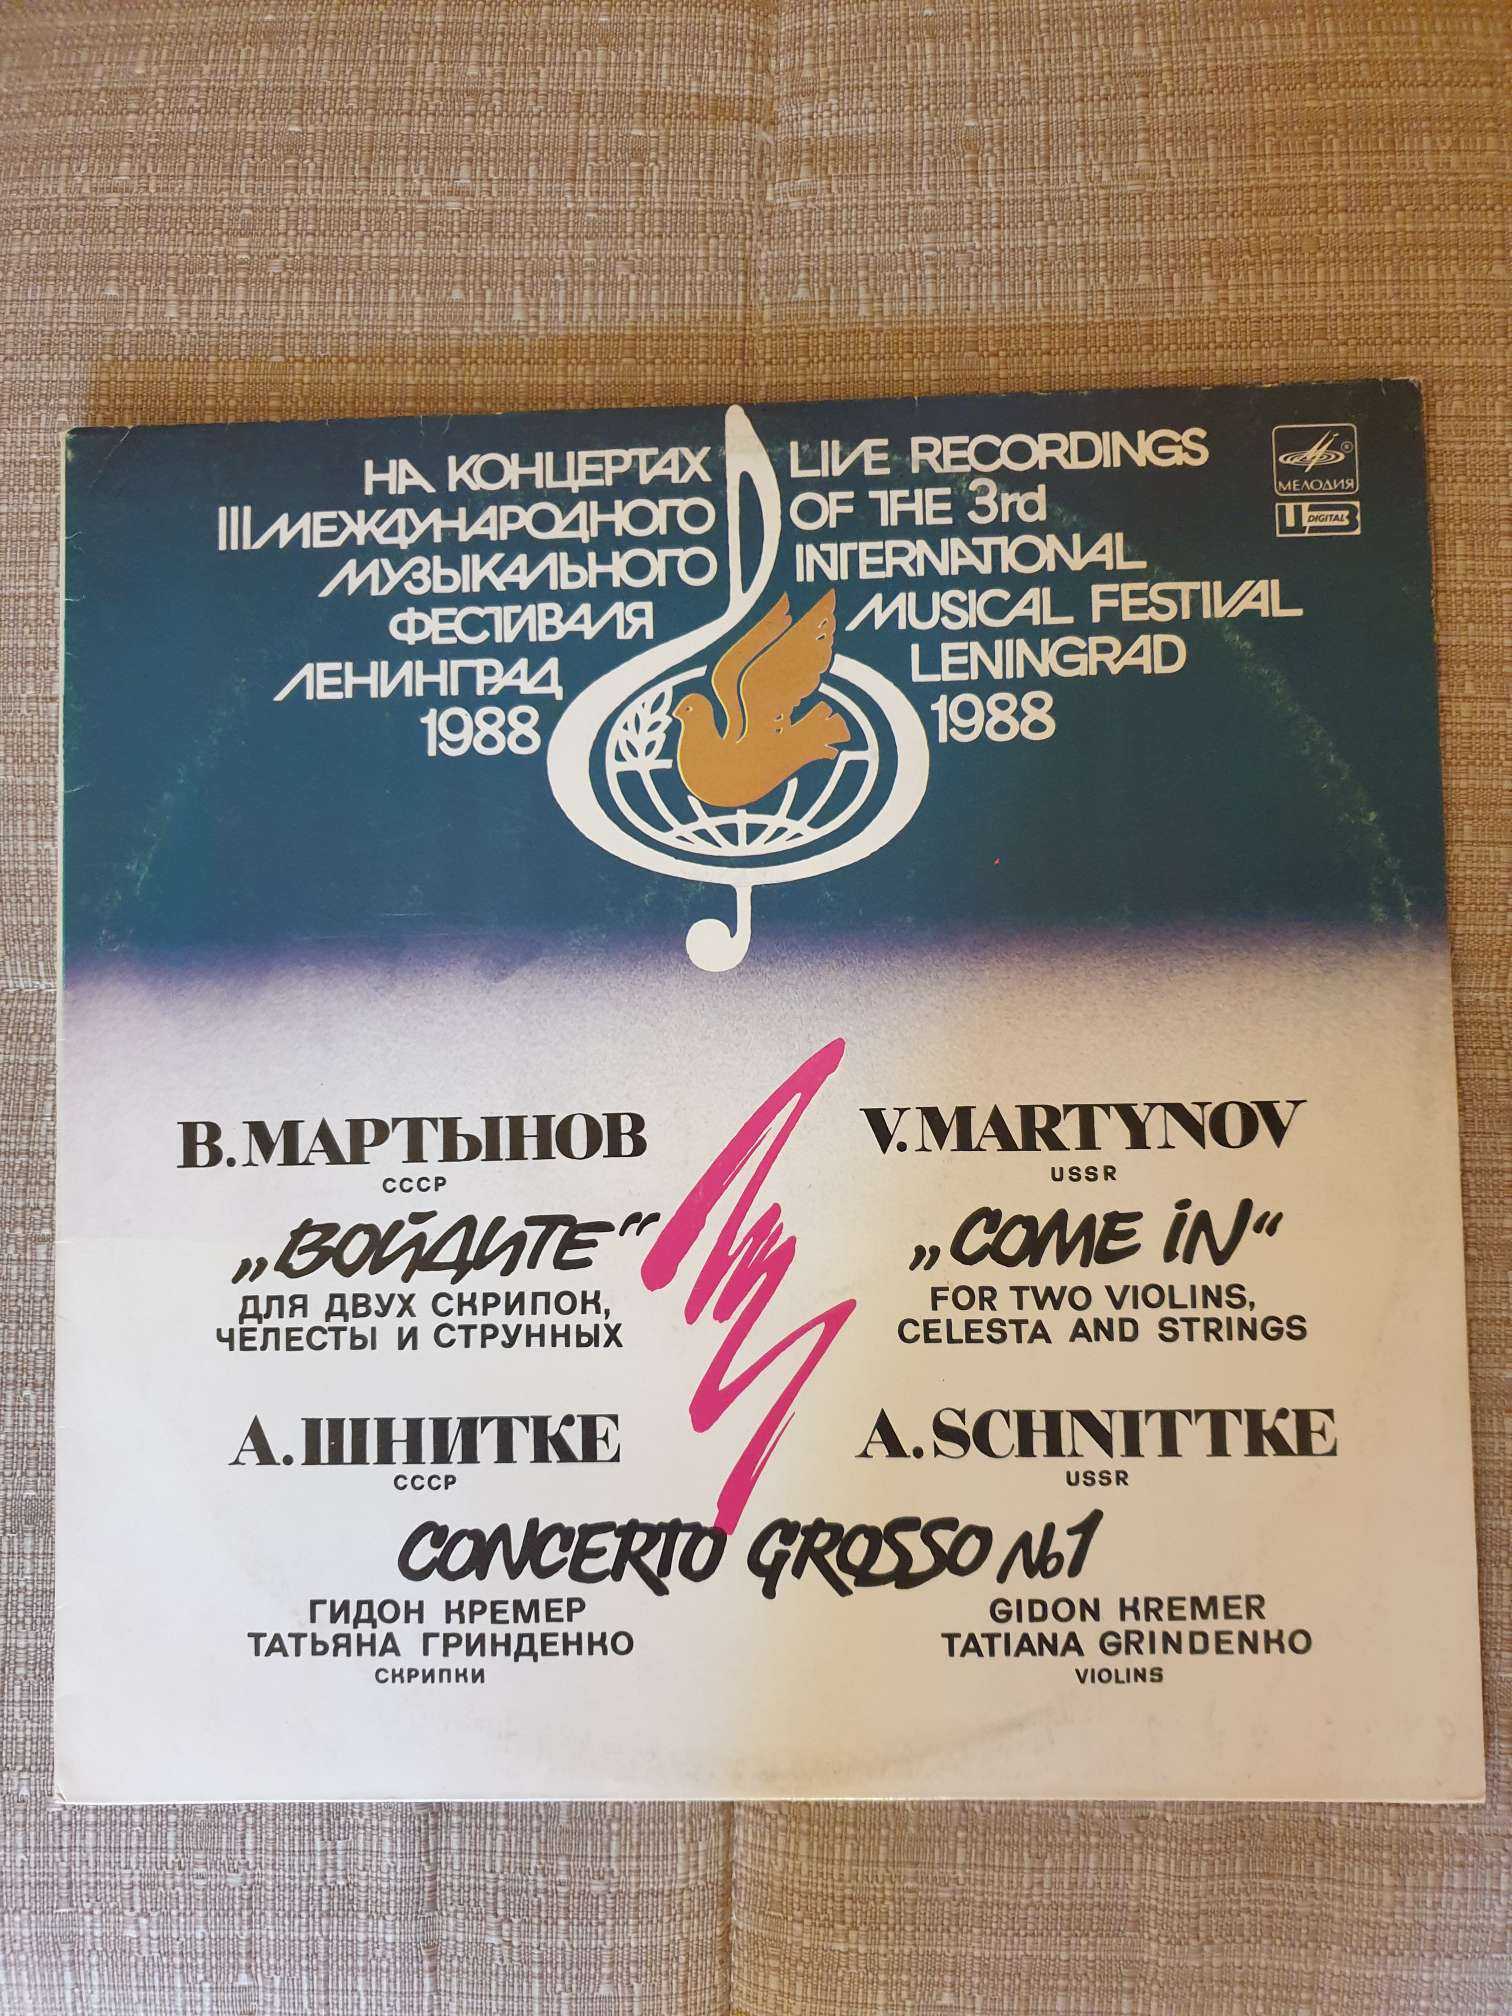 НА КОНЦЕРТАХ
III МЕЖДУНАРОДНОГО
МУЗЫКАЛЬНОГО
ФЕСТИВАЛЯ
ЛЕНИНГРАД
1988
LIVE RECORDINGS
OF THE 3rd
INTERNATIONAL
MUSICAL FESTIVAL
LENINGRAD
1988
МЕЛОДИЯ
DIGITAL
В.МАРТЫНОВ
СССР
„ВОЙДИТЕ“
ДЛЯ ДВУХ СКРИПОК,
ЧЕЛЕСТЫ И СТРУННЫХ
V.MARTYNOV
USSR
„COME IN“
FOR TWO VIOLINS,
CELESTA AND STRINGS
А.ШНИТКЕ
СССР
A.SCHNITTKE
USSR
CONCERTO GROSSO №1
ГИДОН КРЕМЕР
ТАТЬЯНА ГРИНДЕНКО
СКРИПКИ
GIDON KREMER
TATIANA GRINDENKO
VIOLINS